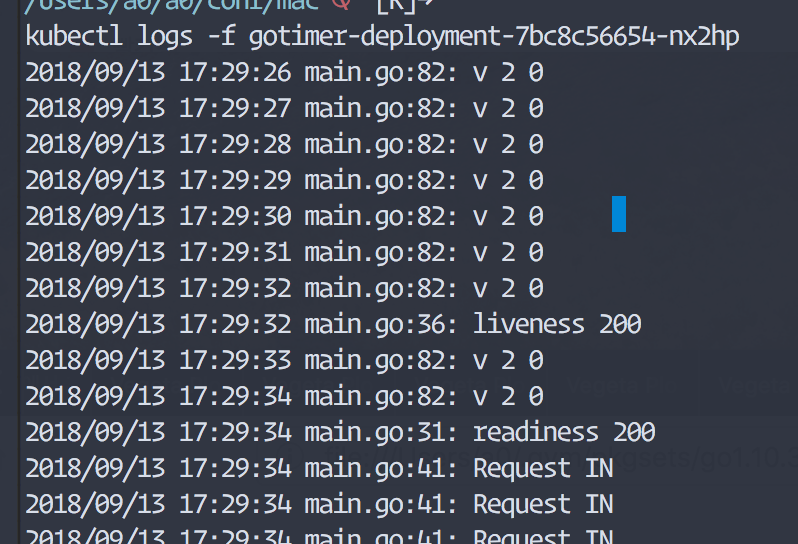 /Users/a0/a0/conf/mac [K]→
kubectl logs -f gotimer-deployment-7bc8c56654-nx2hp
2018/09/13 17:29:26 main.go:82: v 2 0
2018/09/13 17:29:27 main.go:82: v 2 0
2018/09/13 17:29:28 main.go:82: v 2 0
2018/09/13 17:29:29 main.go:82: v 2 0
2018/09/13 17:29:30 main.go:82: v 2 0
2018/09/13 17:29:31 main.go:82: v 2 0
2018/09/13 17:29:32 main.go:82: v 2 0
2018/09/13 17:29:32 main.go:36: liveness 200
2018/09/13 17:29:33 main.go:82: v 2 0
2018/09/13 17:29:34 main.go:82: v 2 0
2018/09/13 17:29:34 main.go:31: readiness 200
2018/09/13 17:29:34 main.go:41: Request IN
2018/09/13 17:29:34 main.go:41: Request IN
2018/09/13 17:29:34 main.go:41: Request IN